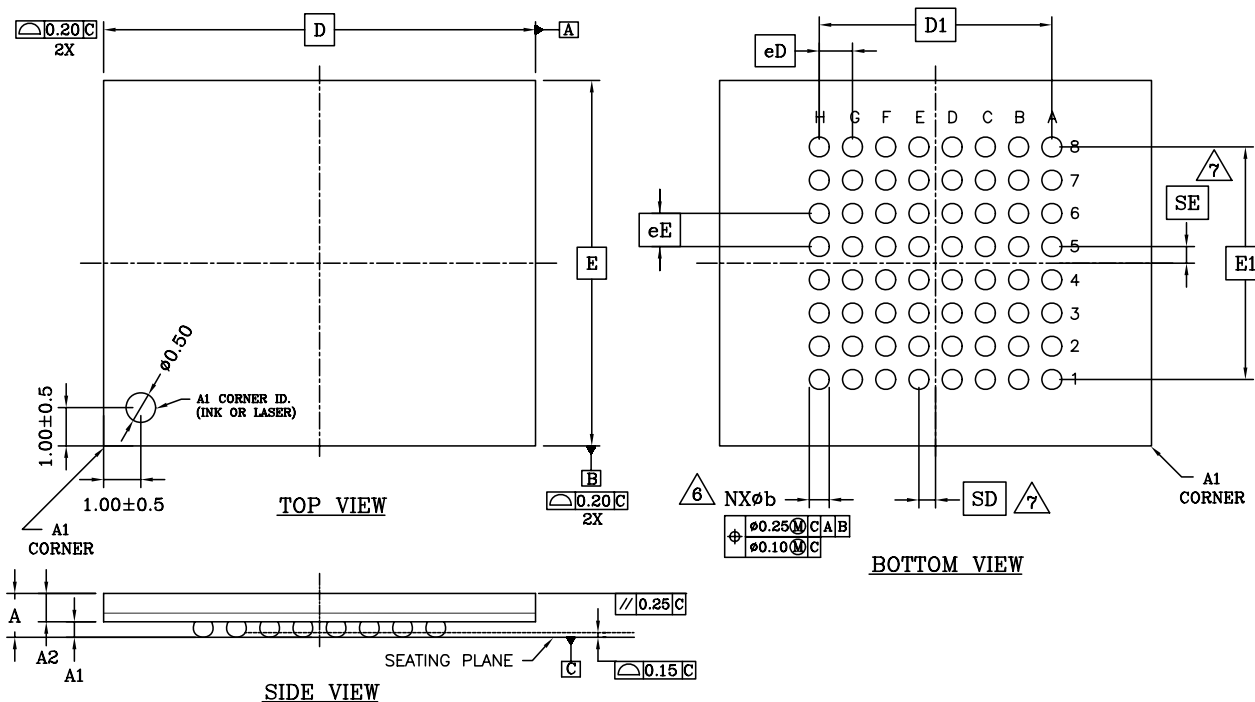 ⌓ 0.20 C
2X
D
A
E
ø0.50
A1 CORNER ID.
(INK OR LASER)
1.00±0.5
1.00±0.5
B
⌓ 0.20 C
2X
A1
CORNER
TOP VIEW
D1
eD
H G F E D C B A
8
7
6
5
4
3
2
1
7
SE
eE
E1
6
NXøb
SD
7
⌖ ø0.25Ⓜ C A B
ø0.10Ⓜ C
A1
CORNER
BOTTOM VIEW
A
A2
A1
// 0.25 C
SEATING PLANE
C
⌓ 0.15 C
SIDE VIEW